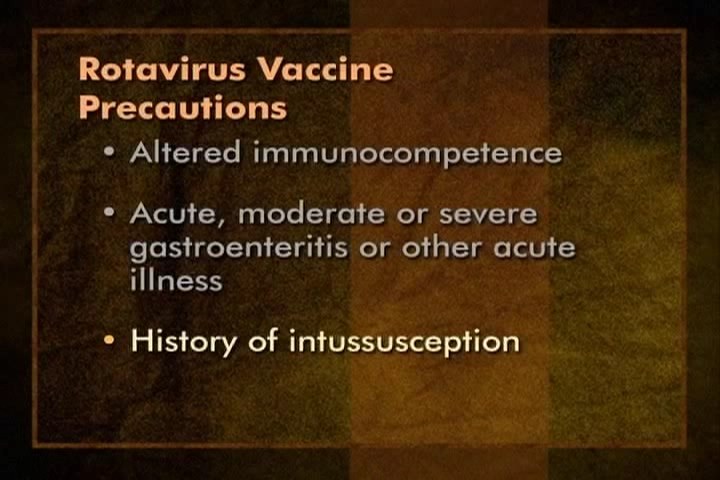 Rotavirus Vaccine
Precautions
• Altered immunocompetence
• Acute, moderate or severe
gastroenteritis or other acute
illness
• History of intussusception